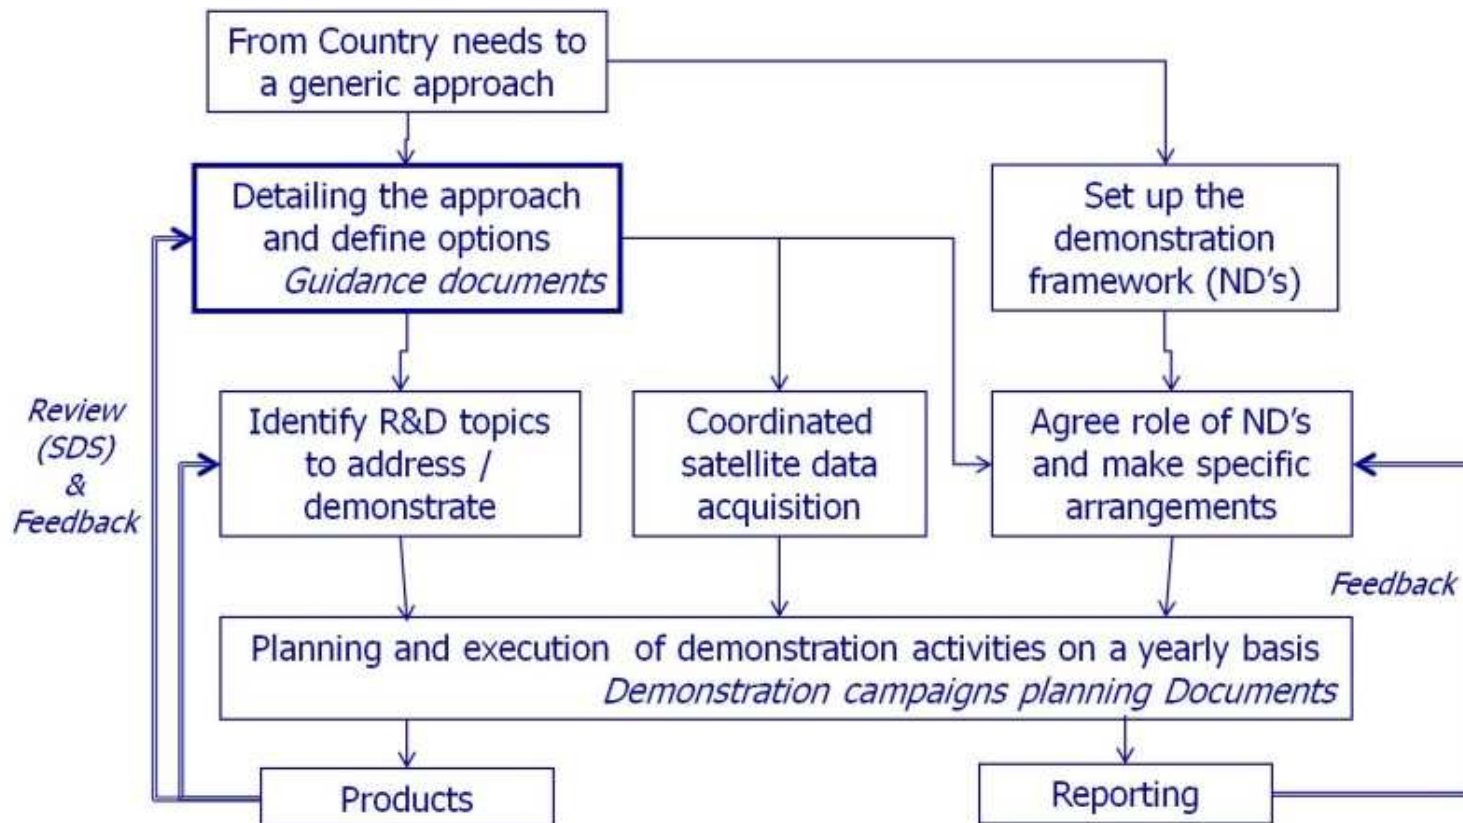 From Country needs to
a generic approach
Detailing the approach
and define options
Guidance documents
Set up the
demonstration
framework (ND's)
Review
(SDS)
&
Feedback
Identify R&D topics
to address /
demonstrate
Coordinated
satellite data
acquisition
Agree role of ND's
and make specific
arrangements
Feedback
Planning and execution of demonstration activities on a yearly basis
Demonstration campaigns planning Documents
Products
Reporting